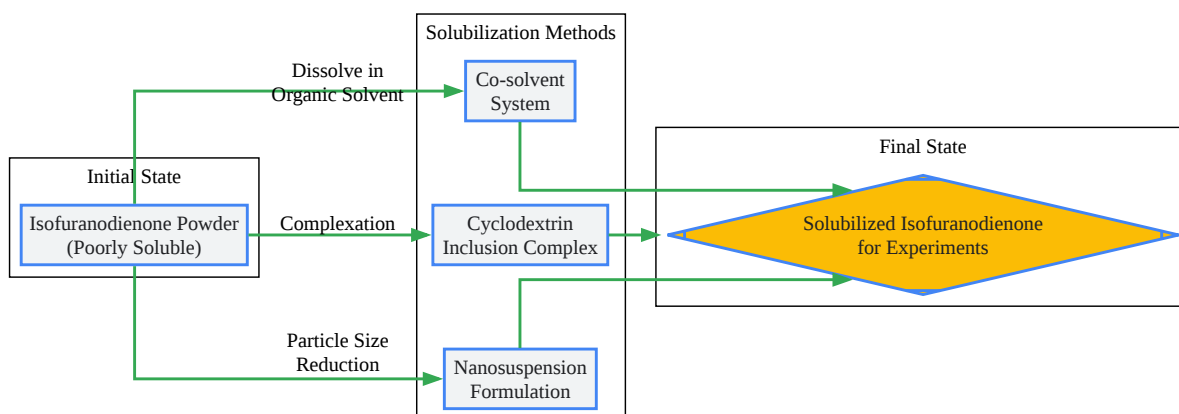 Solubilization Methods
Dissolve in
Organic Solvent
Co-solvent
System
Initial State
Isofuranodienone Powder
(Poorly Soluble)
Complexation
Cyclodextrin
Inclusion Complex
Final State
Solubilized Isofuranodienone
for Experiments
Particle Size
Reduction
Nanosuspension
Formulation